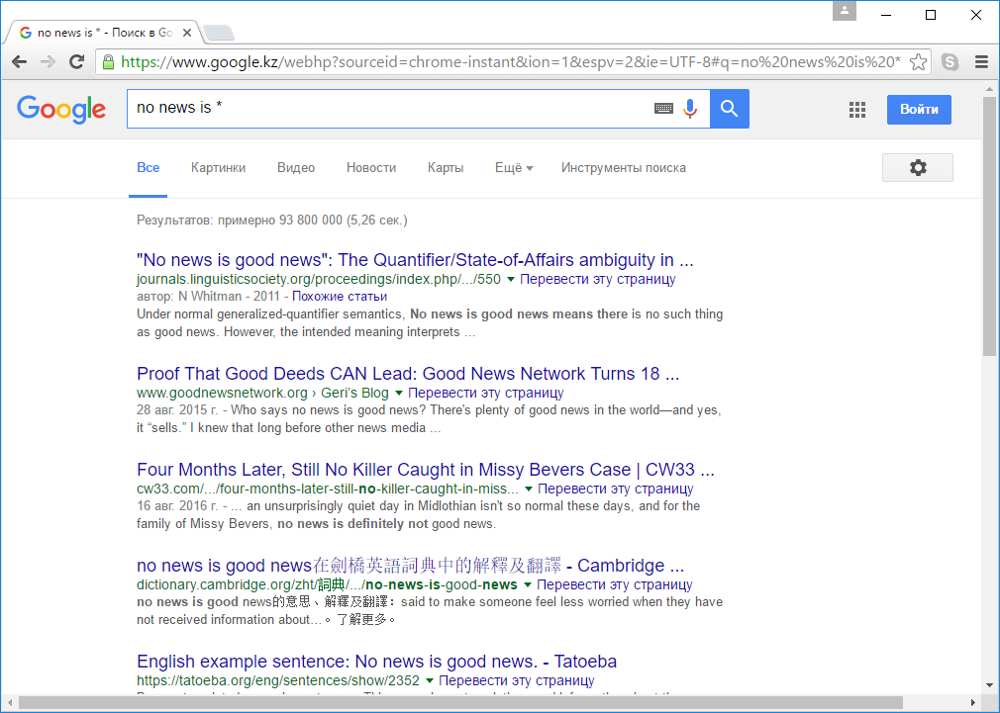 no news is * - Поиск в Go
https://www.google.kz/webhp?sourceid=chrome-instant&ion=1&espv=2&ie=UTF-8#q=no%20news%20is%20*
S
Google
no news is *
Войти
Все Картинки Видео Новости Карты Ещё Инструменты поиска
Результатов: примерно 93 800 000 (5,26 сек.)
"No news is good news": The Quantifier/State-of-Affairs ambiguity in ...
journals.linguisticsociety.org/proceedings/index.php/.../550 Перевести эту страницу
автор: N Whitman - 2011 - Похожие статьи
Under normal generalized-quantifier semantics, No news is good news means there is no such thing
as good news. However, the intended meaning interprets ...
Proof That Good Deeds CAN Lead: Good News Network Turns 18 ...
www.goodnewsnetwork.org › Geri's Blog Перевести эту страницу
28 авг. 2015 г. - Who says no news is good news? There's plenty of good news in the world—and yes,
it “sells.” I knew that long before other news media ...
Four Months Later, Still No Killer Caught in Missy Bevers Case | CW33 ...
cw33.com/.../four-months-later-still-no-killer-caught-in-miss... Перевести эту страницу
16 авг. 2016 г. - ... an unsurprisingly quiet day in Midlothian isn't so normal these days, and for the
family of Missy Bevers, no news is definitely not good news.
no news is good news在劍橋英語詞典中的解釋及翻譯 - Cambridge ...
dictionary.cambridge.org/zht/詞典/.../no-news-is-good-news Перевести эту страницу
no news is good news的意思、解釋及翻譯：said to make someone feel less worried when they have
not received information about...。了解更多。
English example sentence: No news is good news. - Tatoeba
https://tatoeba.org/eng/sentences/show/2352 Перевести эту страницу